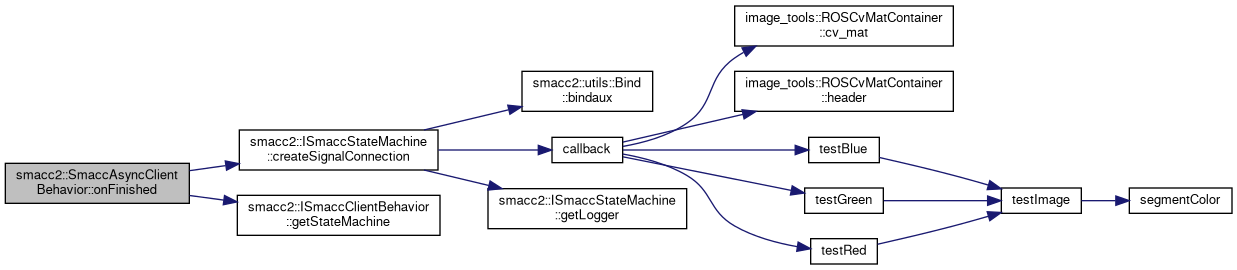 smacc2::SmaccAsyncClient
Behavior::onFinished
smacc2::ISmaccStateMachine
::createSignalConnection
smacc2::ISmaccClientBehavior
::getStateMachine
smacc2::utils::Bind
::bindaux
callback
smacc2::ISmaccStateMachine
::getLogger
image_tools::ROSCvMatContainer
::cv_mat
image_tools::ROSCvMatContainer
::header
testBlue
testGreen
testRed
testImage
segmentColor